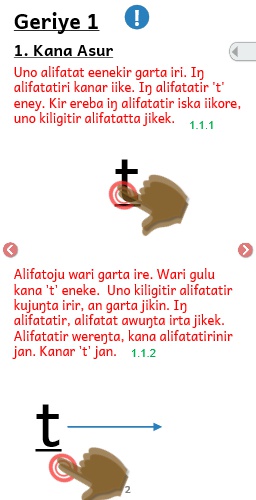 Geriye 1
!
1. Kana Asur
Uno alifatat eenekir garta iri. Iŋ
alifatatiri kanar iike. Iŋ alifatatir 't'
eney. Kir ereba iŋ alifatatir iska iikore,
uno kiligitir alifatatta jikek.
1.1.1
t
Alifatoju wari garta ire. Wari gulu
kana 't' eneke. Uno kiligitir alifatatir
kujuŋta irir, an garta jikin. Iŋ
alifatatir, alifatat awuŋta irta jikek.
Alifatatir wereŋta, kana alifatatirinir
jan. Kanar 't' jan.
1.1.2
t
2